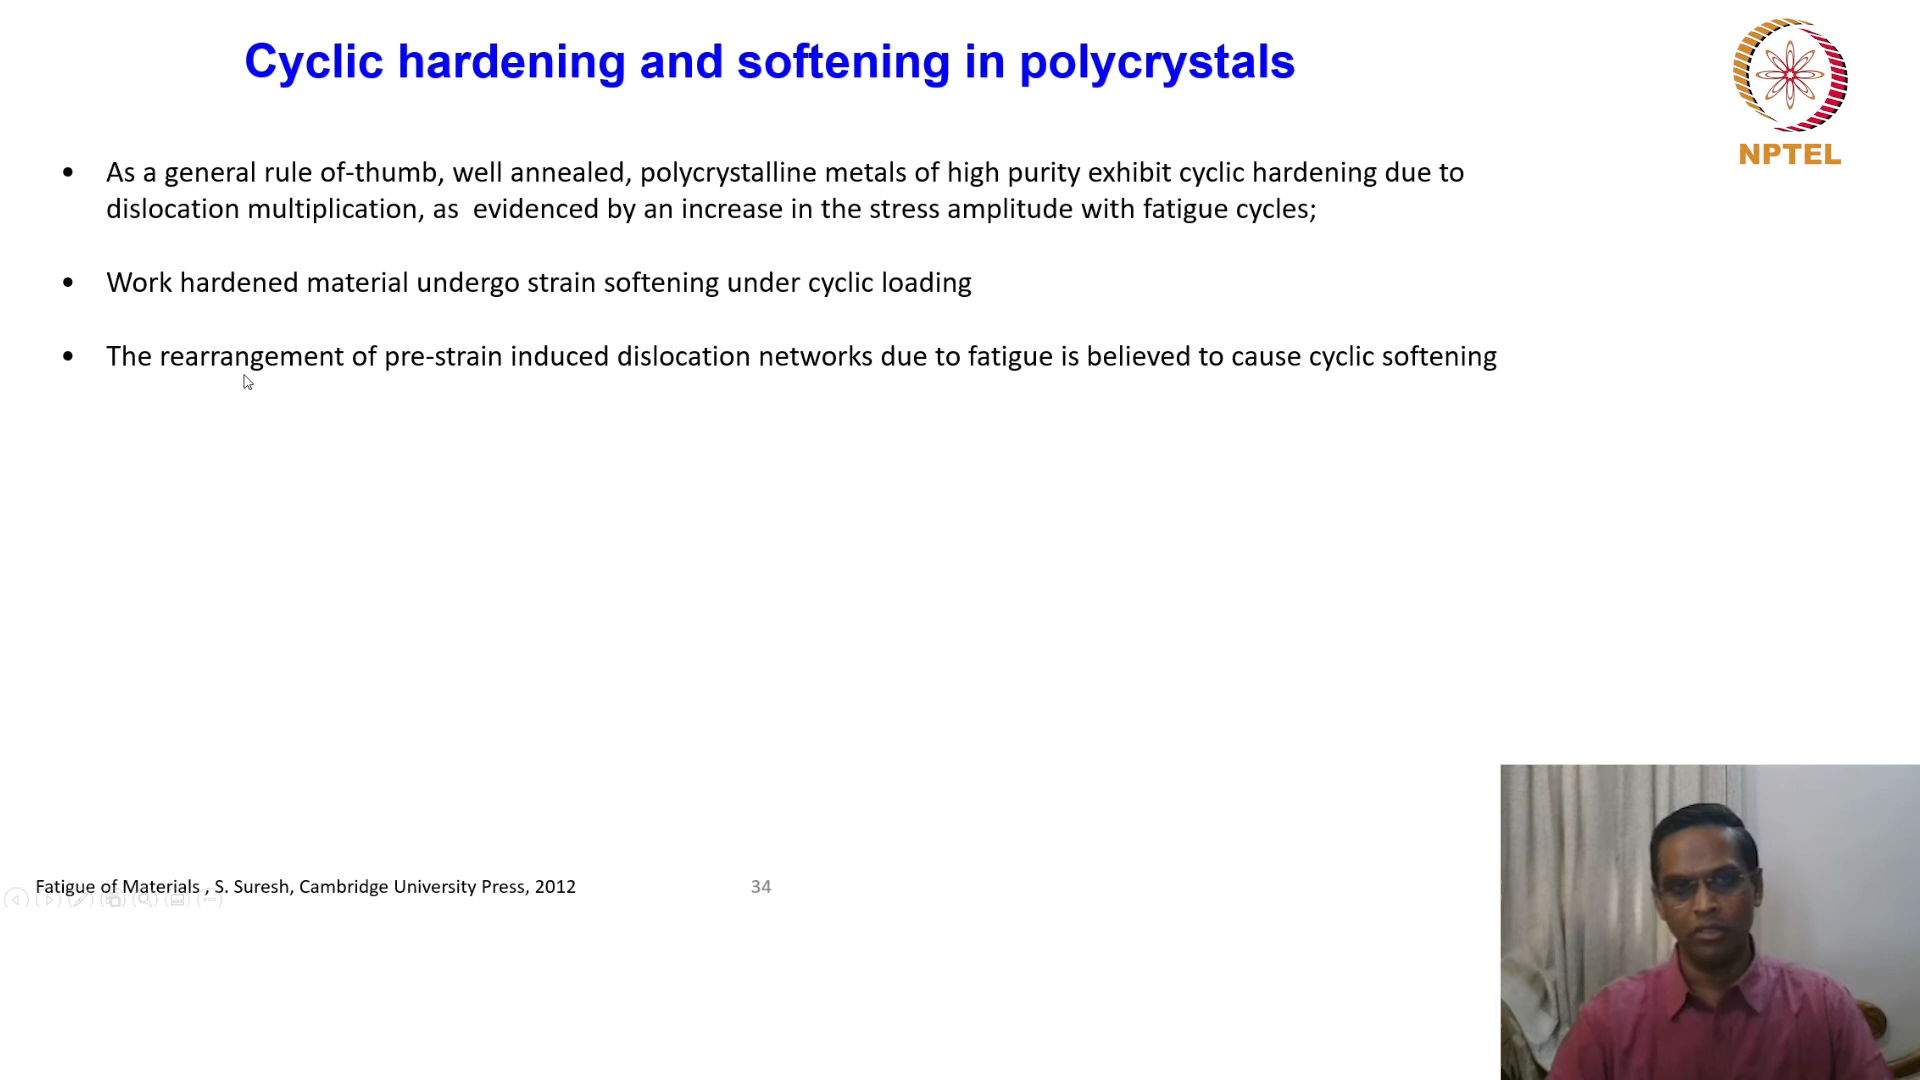 Cyclic hardening and softening in polycrystals
NPTEL
• As a general rule of-thumb, well annealed, polycrystalline metals of high purity exhibit cyclic hardening due to
dislocation multiplication, as evidenced by an increase in the stress amplitude with fatigue cycles;
• Work hardened material undergo strain softening under cyclic loading
• The rearrangement of pre-strain induced dislocation networks due to fatigue is believed to cause cyclic softening
Fatigue of Materials , S. Suresh, Cambridge University Press, 2012
34